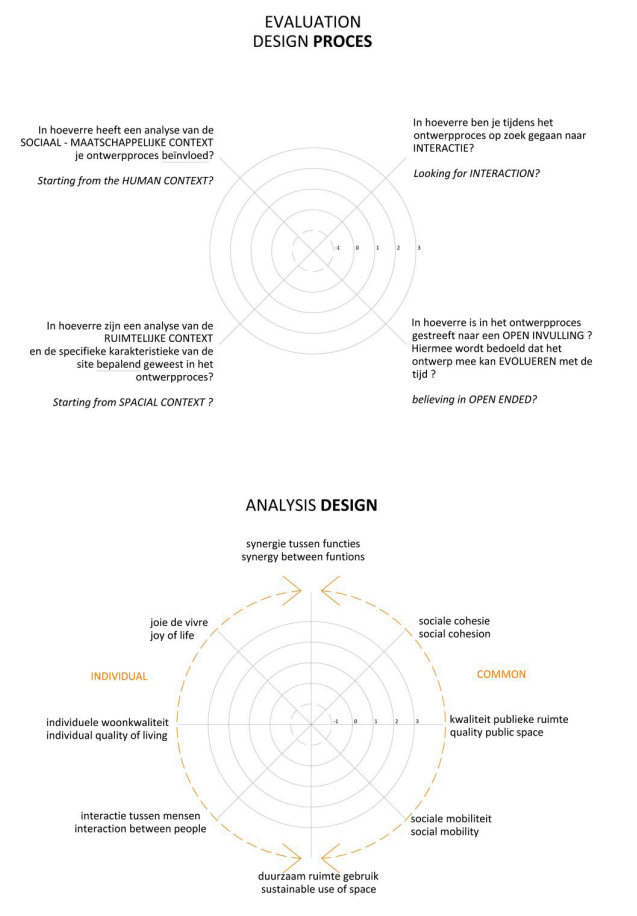 EVALUATION
DESIGN PROCES
In hoeverre heeft een analyse van de
SOCIAAL - MAATSCHAPPELIJKE CONTEXT
je ontwerpproces beïnvloed?
Starting from the HUMAN CONTEXT?
In hoeverre ben je tijdens het
ontwerpproces op zoek gegaan naar
INTERACTIE?
Looking for INTERACTION?
-1 0 1 2 3
In hoeverre zijn een analyse van de
RUIMTELIJKE CONTEXT
en de specifieke karakteristieke van de
site bepalend geweest in het
ontwerpproces?
Starting from SPACIAL CONTEXT ?
In hoeverre is in het ontwerpproces
gestreeft naar een OPEN INVULLING ?
Hiermee wordt bedoeld dat het
ontwerp mee kan EVOLUEREN met de
tijd ?
believing in OPEN ENDED?
ANALYSIS DESIGN
synergie tussen functies
synergy between funtions
joie de vivre
joy of life
sociale cohesie
social cohesion
INDIVIDUAL
COMMON
individuele woonkwaliteit
individual quality of living
-1 0 1 2 3
kwaliteit publieke ruimte
quality public space
interactie tussen mensen
interaction between people
sociale mobiliteit
social mobility
duurzaam ruimte gebruik
sustainable use of space